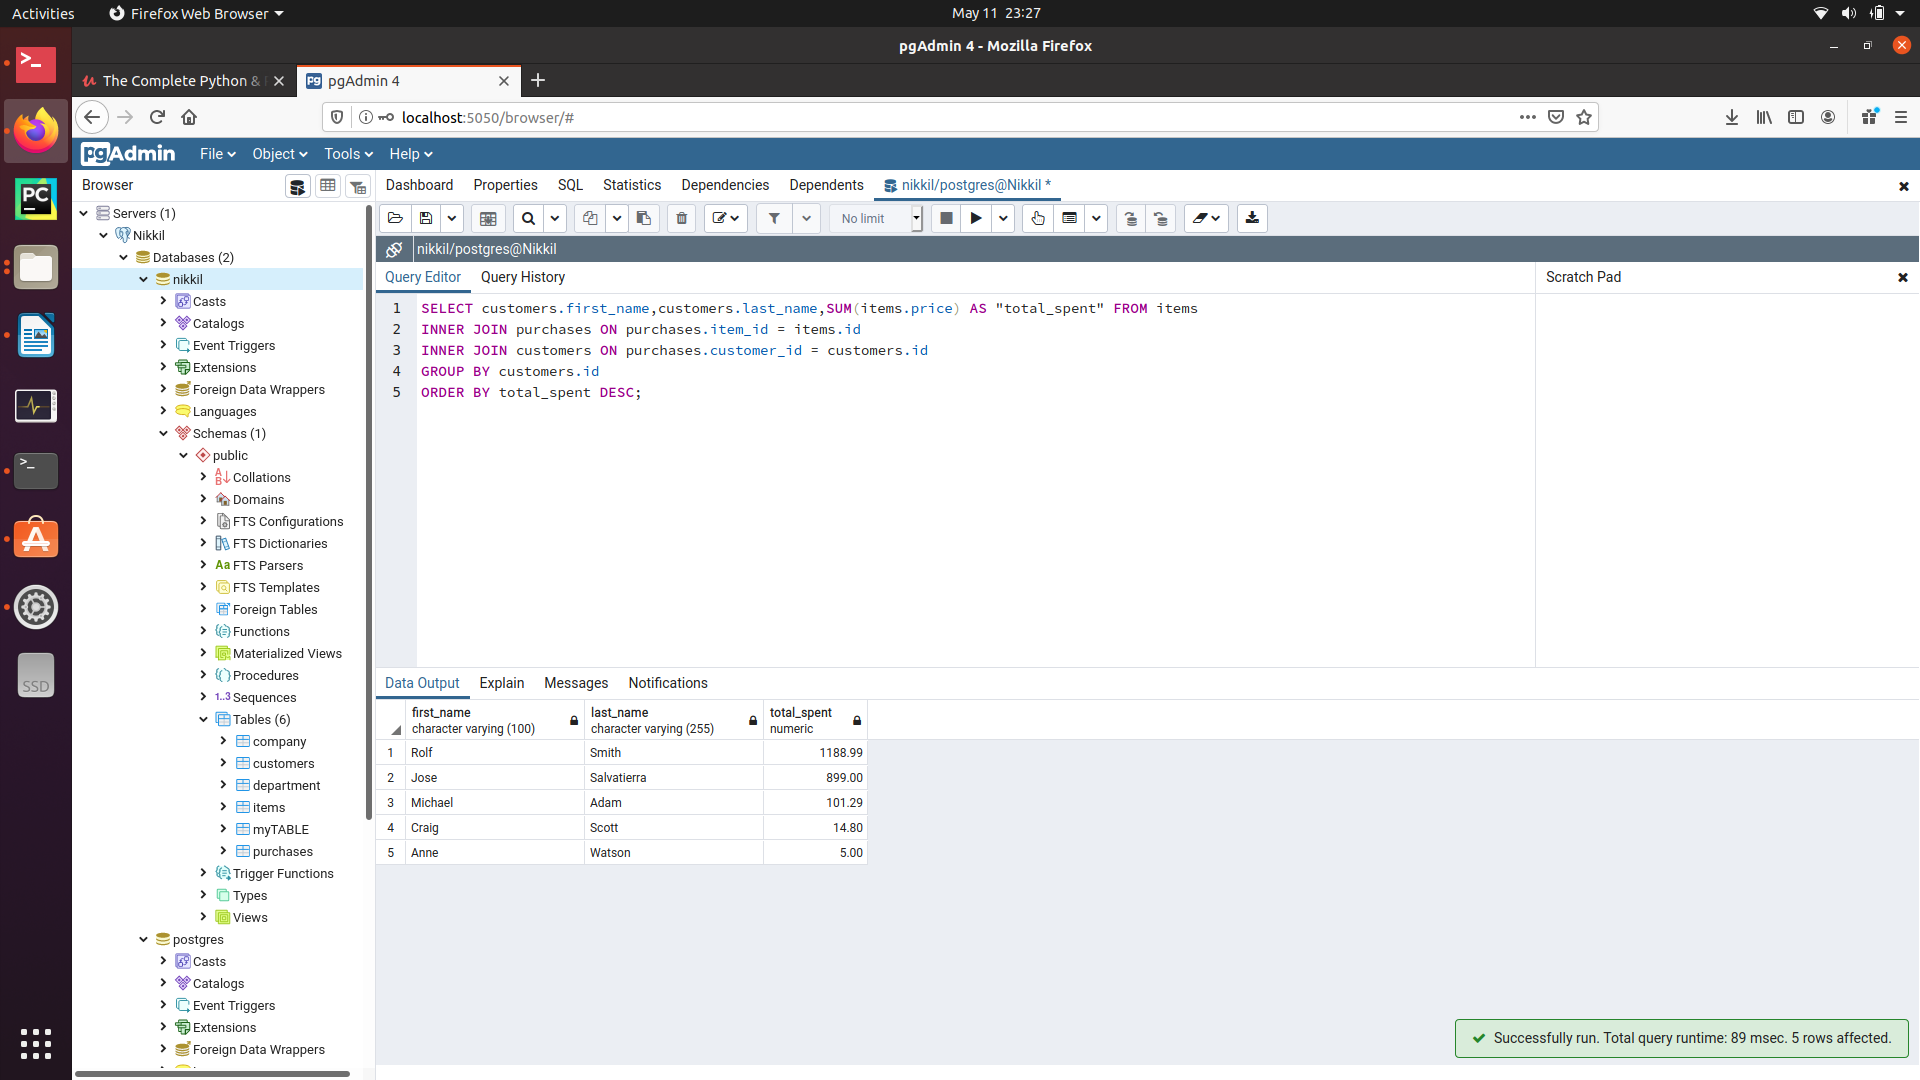 Activities
Firefox Web Browser
May 11 23:27
pgAdmin 4 - Mozilla Firefox
The Complete Python &
pgAdmin 4
localhost:5050/browser/#
pgAdmin
File
Object
Tools
Help
Browser
Dashboard
Properties
SQL
Statistics
Dependencies
Dependents
nikkil/postgres@Nikkil *
No limit
nikkil/postgres@Nikkil
Query Editor
Query History
Scratch Pad
1 SELECT customers.first_name,customers.last_name,SUM(items.price) AS "total_spent" FROM items
2 INNER JOIN purchases ON purchases.item_id = items.id
3 INNER JOIN customers ON purchases.customer_id = customers.id
4 GROUP BY customers.id
5 ORDER BY total_spent DESC;
Servers (1)
Nikkil
Databases (2)
nikkil
Casts
Catalogs
Event Triggers
Extensions
Foreign Data Wrappers
Languages
Schemas (1)
public
Collations
Domains
FTS Configurations
FTS Dictionaries
Aa FTS Parsers
FTS Templates
Foreign Tables
Functions
Materialized Views
Procedures
1..3 Sequences
Tables (6)
company
customers
department
items
myTABLE
purchases
Trigger Functions
Types
Views
postgres
Casts
Catalogs
Event Triggers
Extensions
Foreign Data Wrappers
Data Output
Explain
Messages
Notifications
first_name last_name total_spent
character varying (100) character varying (255) numeric
1 Rolf Smith 1188.99
2 Jose Salvatierra 899.00
3 Michael Adam 101.29
4 Craig Scott 14.80
5 Anne Watson 5.00
Successfully run. Total query runtime: 89 msec. 5 rows affected.
PC
SSD